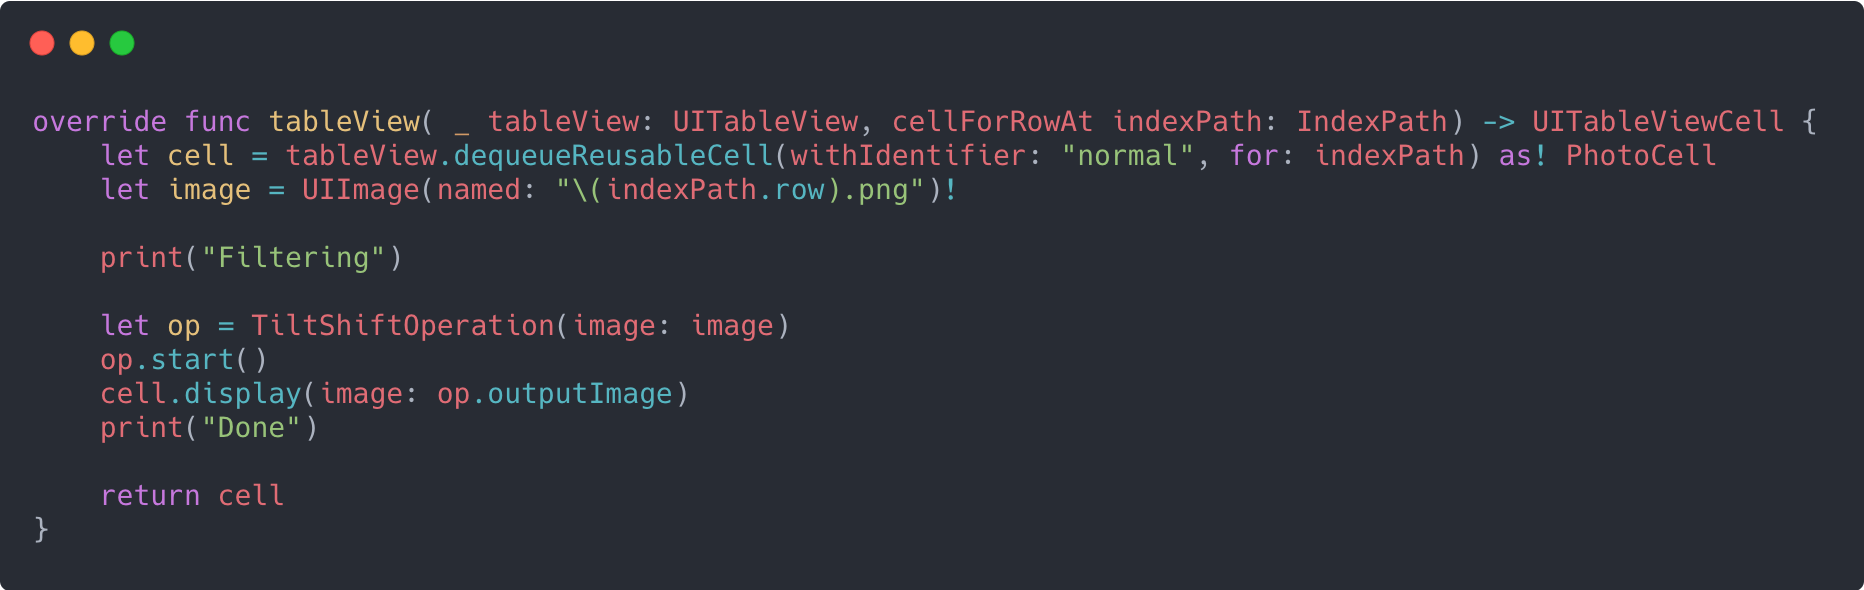 override func tableView( _ tableView: UITableView, cellForRowAt indexPath: IndexPath) -> UITableViewCell {
    let cell = tableView.dequeueReusableCell(withIdentifier: "normal", for: indexPath) as! PhotoCell
    let image = UIImage(named: "\(indexPath.row).png")!

    print("Filtering")

    let op = TiltShiftOperation(image: image)
    op.start()
    cell.display(image: op.outputImage)
    print("Done")

    return cell
}